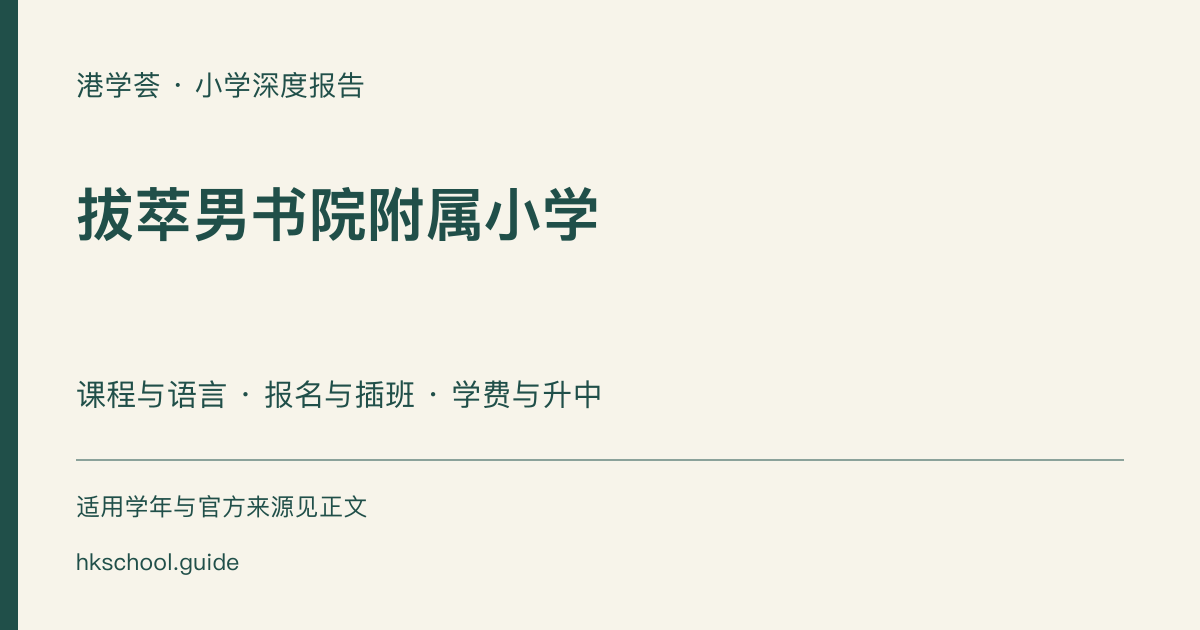 港学荟 · 小学深度报告
拔萃男书院附属小学
课程与语言 · 报名与插班 · 学费与升中
适用学年与官方来源见正文
hkschool.guide